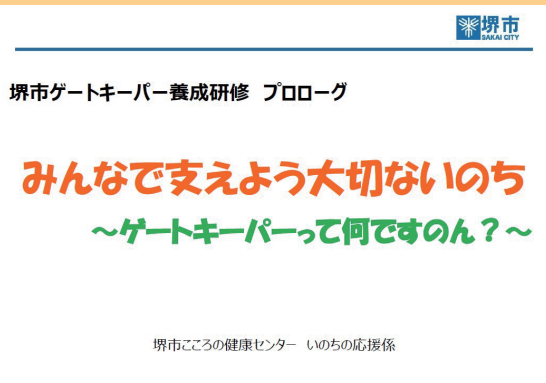 堺市
SAKAI CITY
堺市ゲートキーパー養成研修 プロローグ
みんなで支えよう大切ないのち
～ゲートキーパーって何ですのん？～
堺市こころの健康センター いのちの応援係